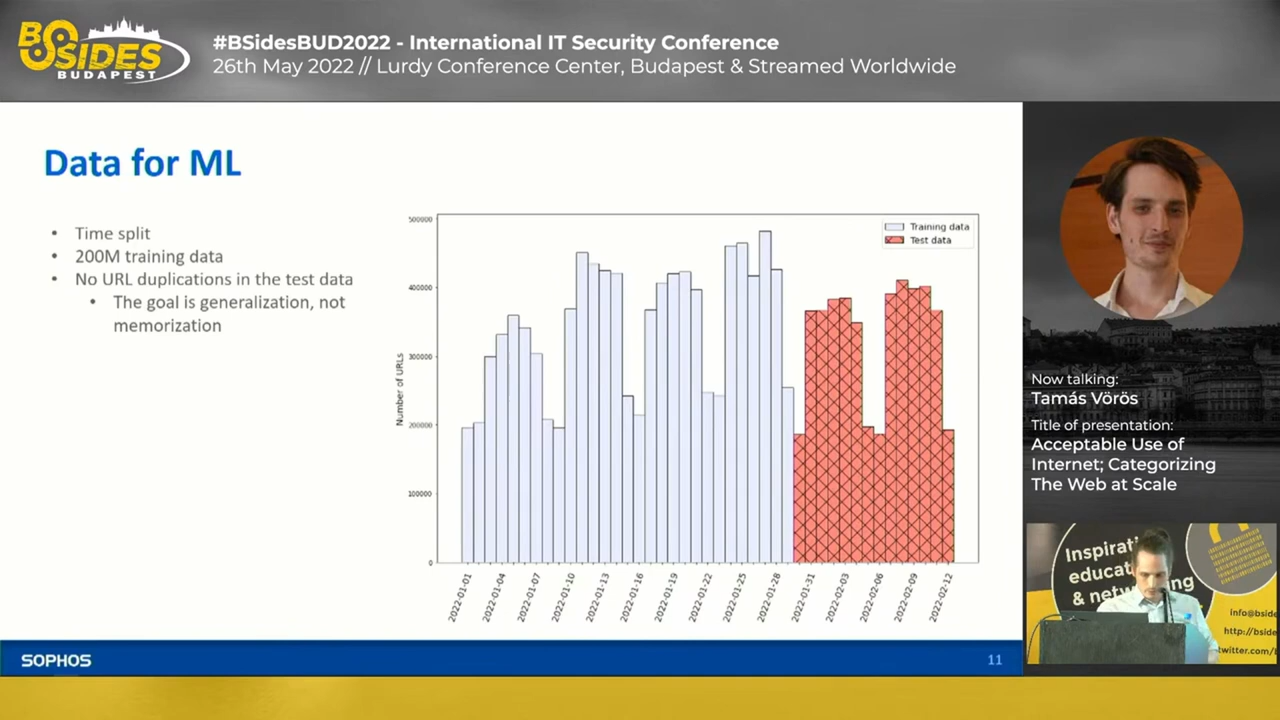 BSIDES
BUDAPEST
#BSidesBUD2022 - International IT Security Conference
26th May 2022 // Lurdy Conference Center, Budapest & Streamed Worldwide
Data for ML
• Time split
• 200M training data
• No URL duplications in the test data
• The goal is generalization, not
memorization
Number of URLs
500000
400000
300000
200000
100000
0
Training data
Test data
2022-01-01
2022-01-04
2022-01-07
2022-01-10
2022-01-13
2022-01-16
2022-01-19
2022-01-22
2022-01-25
2022-01-28
2022-01-31
2022-02-03
2022-02-06
2022-02-09
2022-02-12
SOPHOS
11
Now talking:
Tamás Vörös
Title of presentation:
Acceptable Use of
Internet; Categorizing
The Web at Scale
Inspirati
educat
& netw ing
info@bside
http://bside
twitter.com/